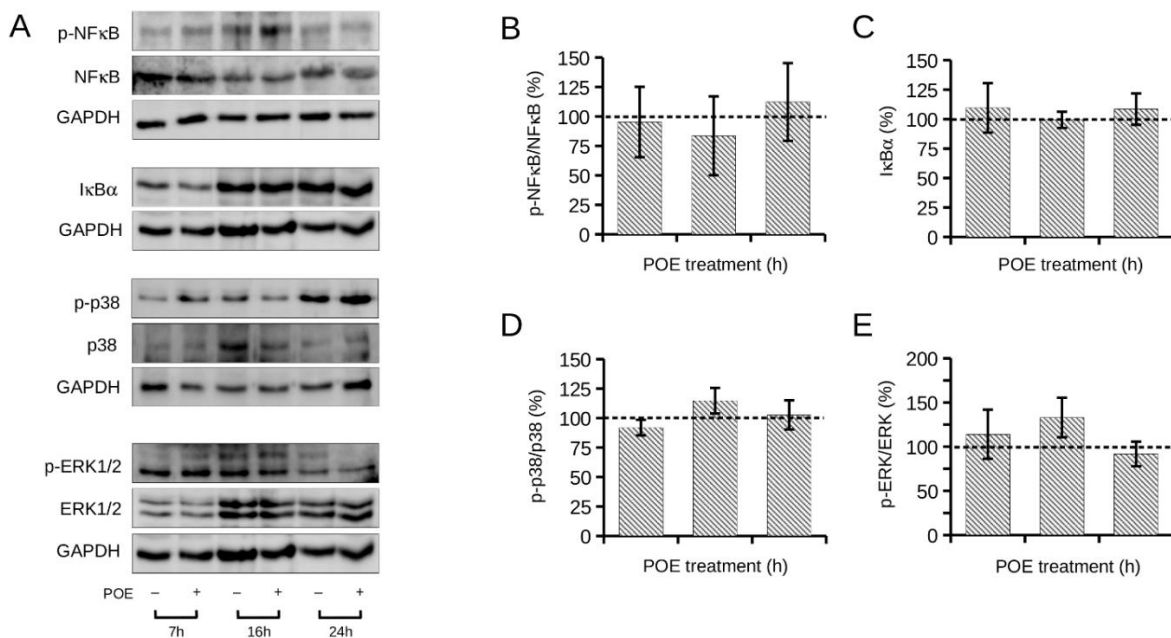 A
p-NFκB
NFκB
GAPDH
IκBα
GAPDH
p-p38
p38
GAPDH
p-ERK1/2
ERK1/2
GAPDH
POE – + – + – +
7h 16h 24h
B
p-NFκB/NFκB (%)
150
125
100
75
50
25
0
POE treatment (h)
C
IκBα (%)
150
125
100
75
50
25
0
POE treatment (h)
D
p-p38/p38 (%)
150
125
100
75
50
25
0
POE treatment (h)
E
p-ERK/ERK (%)
200
150
100
50
0
POE treatment (h)